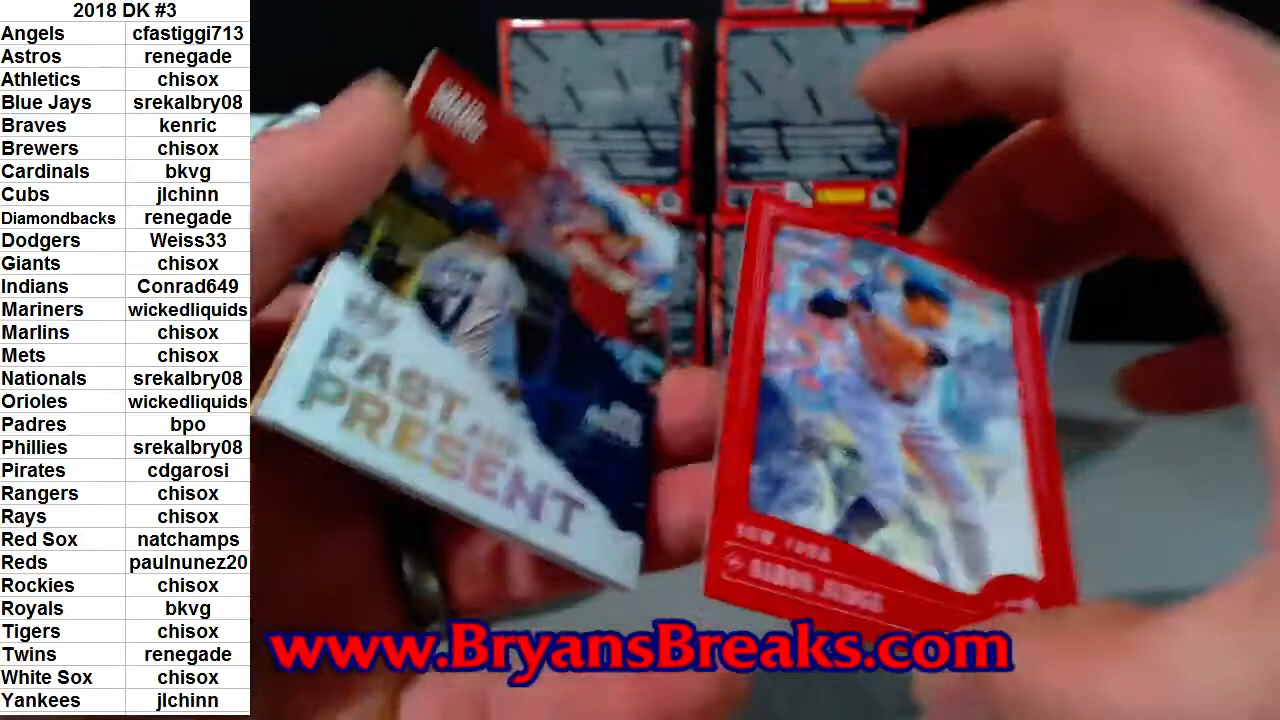 2018 DK #3
Angels cfastiggi713
Astros renegade
Athletics chisox
Blue Jays srekalbry08
Braves kenric
Brewers chisox
Cardinals bkvg
Cubs jlchinn
Diamondbacks renegade
Dodgers Weiss33
Giants chisox
Indians Conrad649
Mariners wickedliquids
Marlins chisox
Mets chisox
Nationals srekalbry08
Orioles wickedliquids
Padres bpo
Phillies srekalbry08
Pirates cdgarosi
Rangers chisox
Rays chisox
Red Sox natchamps
Reds paulnunez20
Rockies chisox
Royals bkvg
Tigers chisox
Twins renegade
White Sox chisox
Yankees jlchinn
PAST AND
PRESENT
NEW YORK
AARON JUDGE
www.BryansBreaks.com